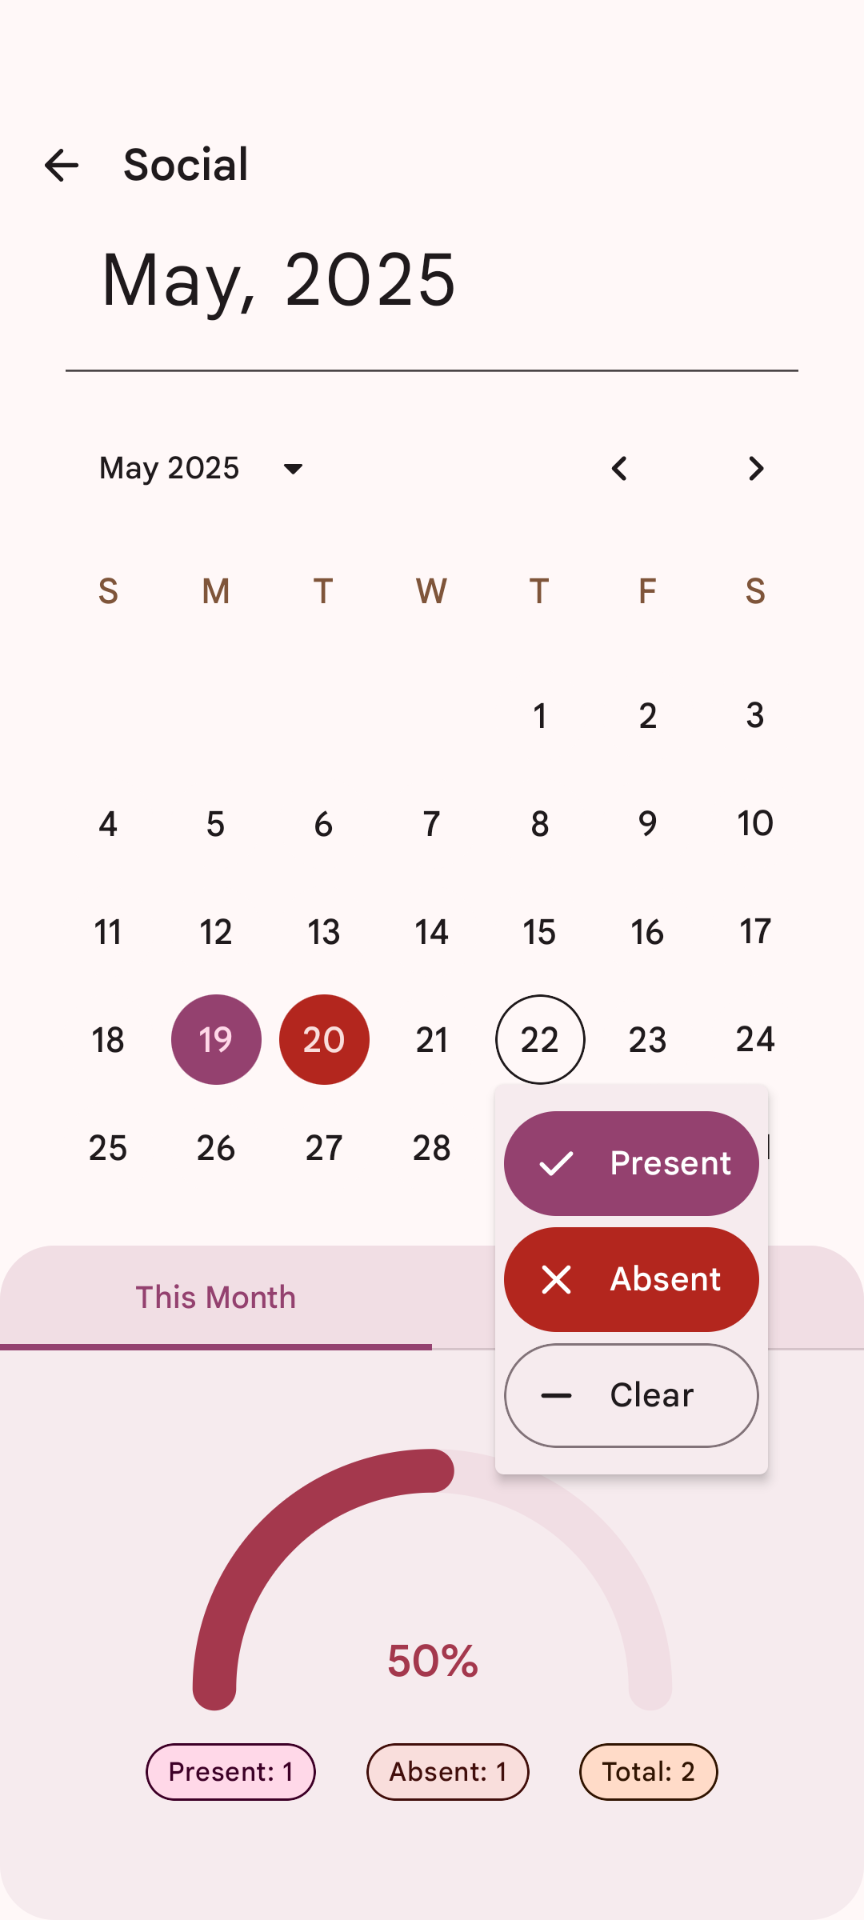 Social
May, 2025
May 2025
S M T W T F S
1 2 3
4 5 6 7 8 9 10
11 12 13 14 15 16 17
18 19 20 21 22 23 24
25 26 27 28
Present
Absent
Clear
This Month
50%
Present: 1 Absent: 1 Total: 2